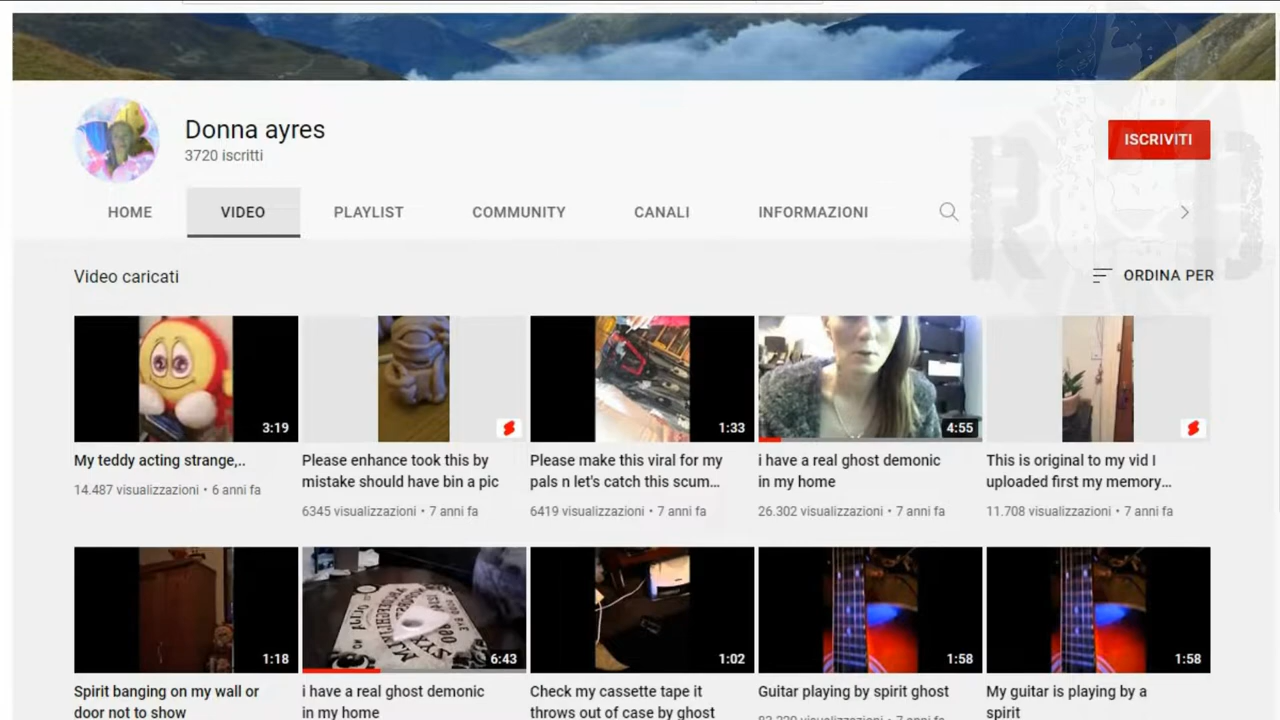 Donna ayres
3720 iscritti
ISCRIVITI
HOME
VIDEO
PLAYLIST
COMMUNITY
CANALI
INFORMAZIONI
Video caricati
ORDINA PER
3:19
1:33
4:55
My teddy acting strange,..
14.487 visualizzazioni • 6 anni fa
Please enhance took this by
mistake should have bin a pic
6345 visualizzazioni • 7 anni fa
Please make this viral for my
pals n let's catch this scum...
6419 visualizzazioni • 7 anni fa
i have a real ghost demonic
in my home
26.302 visualizzazioni • 7 anni fa
This is original to my vid I
uploaded first my memory...
11.708 visualizzazioni • 7 anni fa
1:18
6:43
1:02
1:58
1:58
Spirit banging on my wall or
door not to show
i have a real ghost demonic
in my home
Check my cassette tape it
throws out of case by ghost
Guitar playing by spirit ghost
My guitar is playing by a
spirit